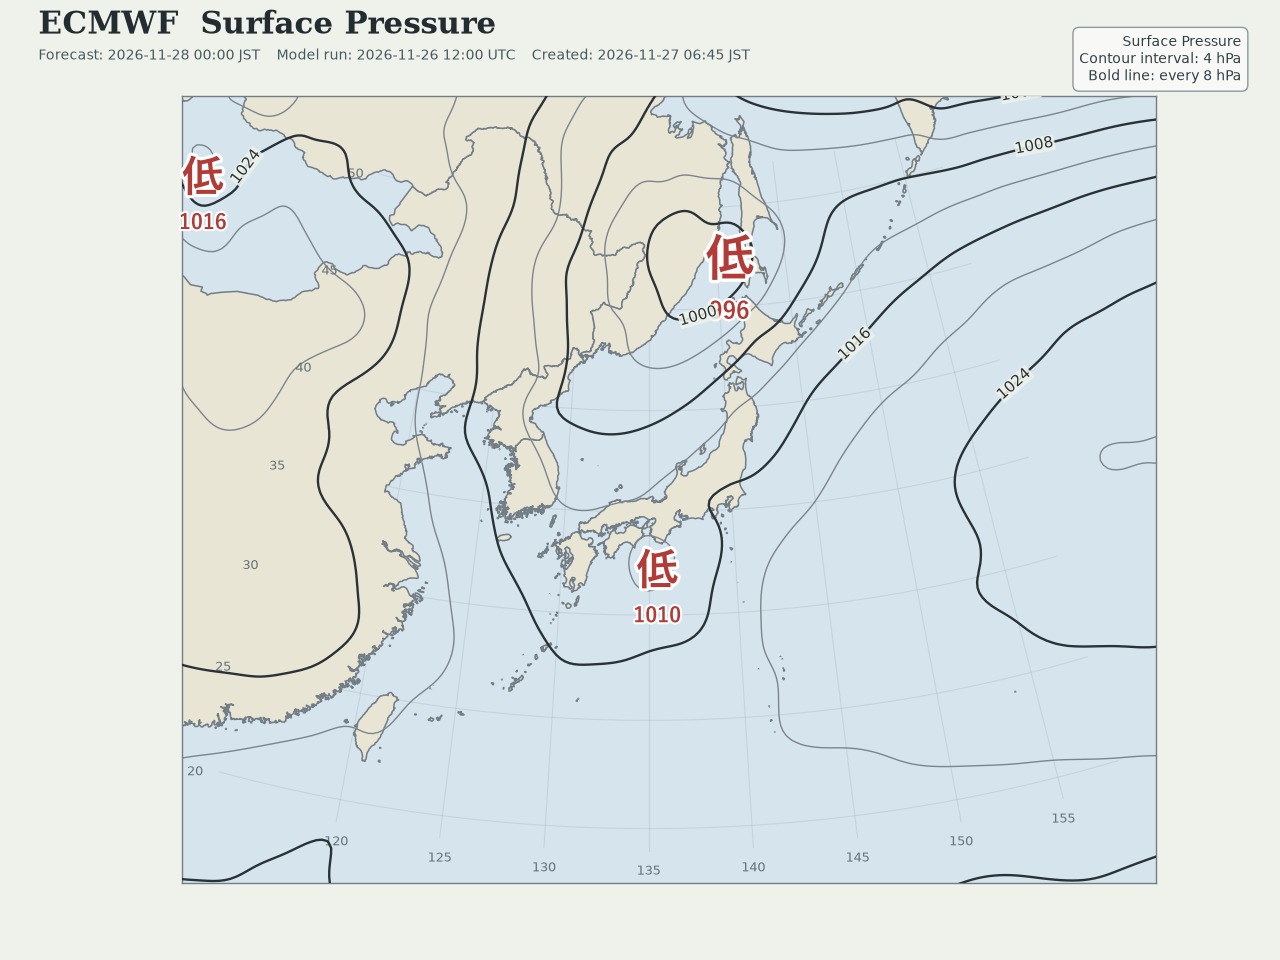 ECMWF  Surface Pressure
Forecast: 2026-11-28 00:00 JST    Model run: 2026-11-26 12:00 UTC    Created: 2026-11-27 06:45 JST
Surface Pressure
Contour interval: 4 hPa
Bold line: every 8 hPa
1008
1024
50
低
1016
低
996
1000
45
1016
40
1024
35
30
低
1010
25
20
120
125
130
135
140
145
150
155